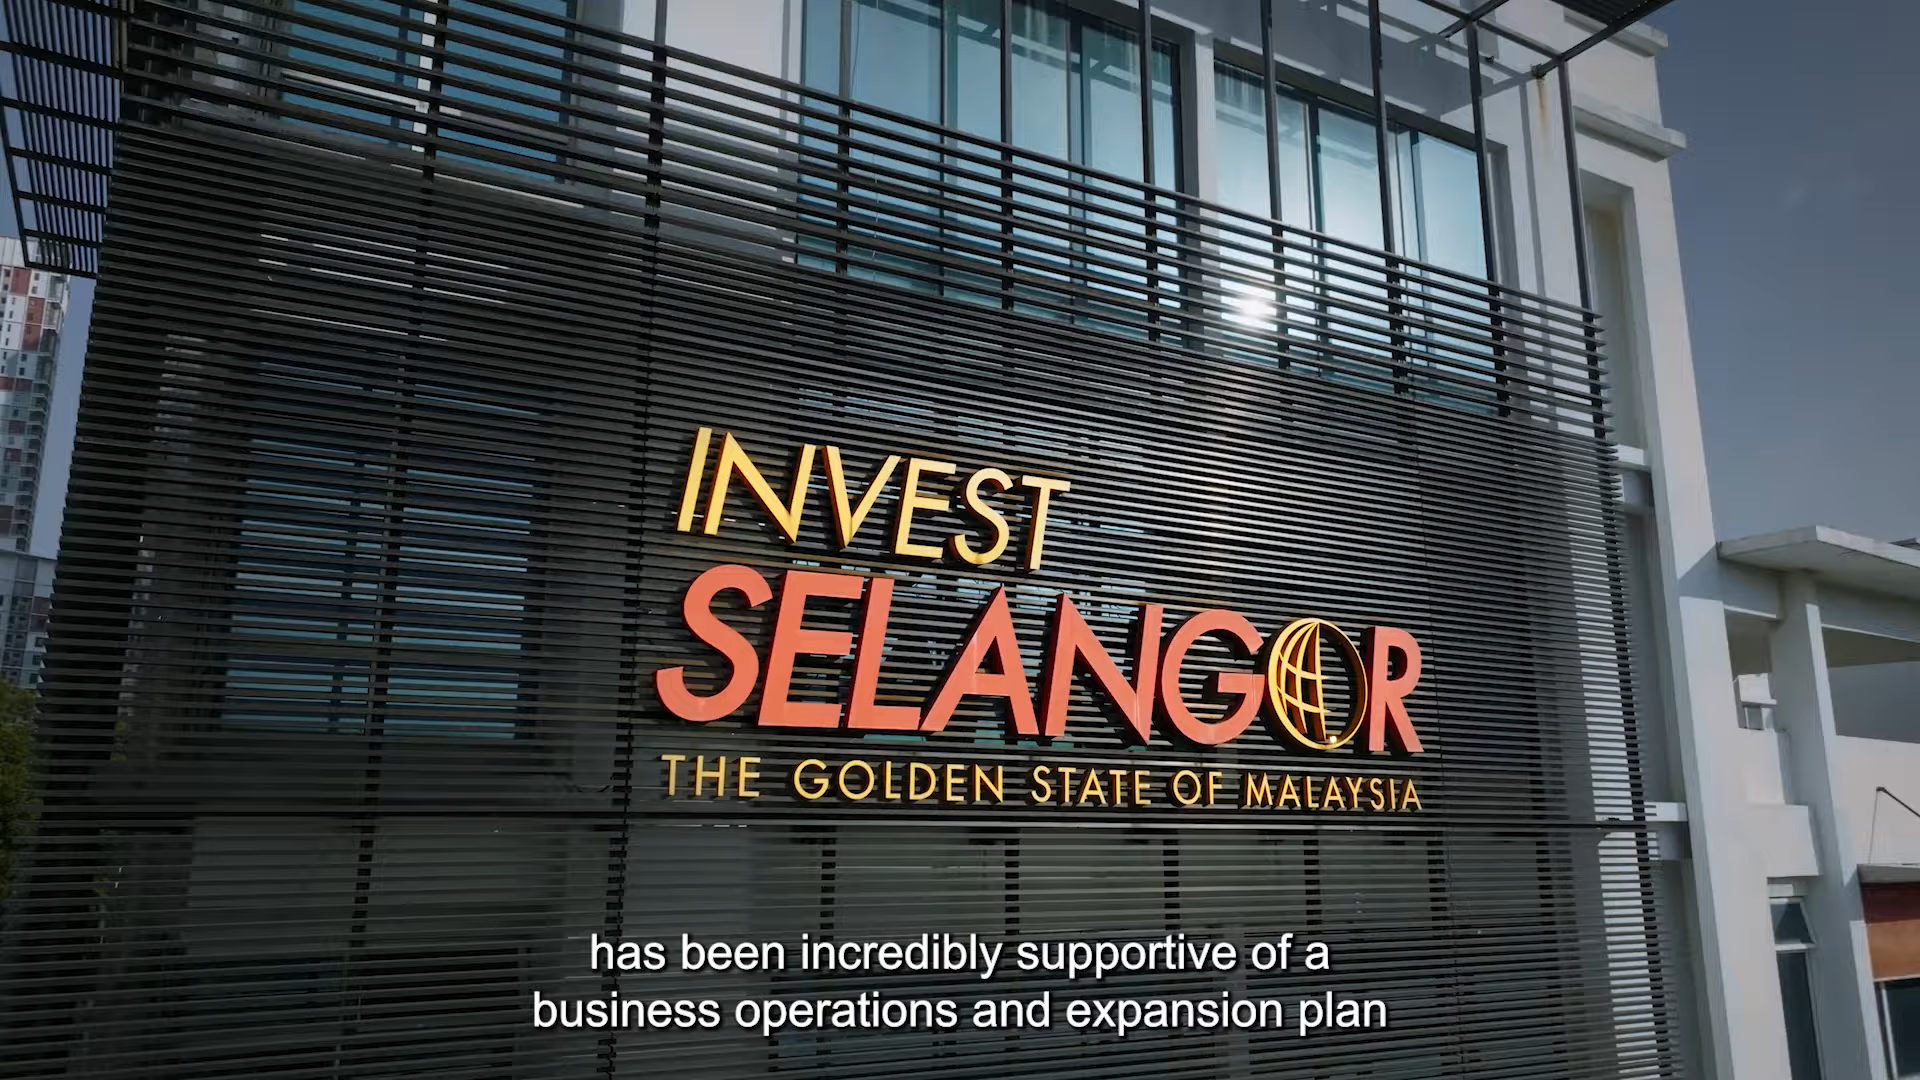 INVEST
SELANGOR
THE GOLDEN STATE OF MALAYSIA
has been incredibly supportive of a
business operations and expansion plan